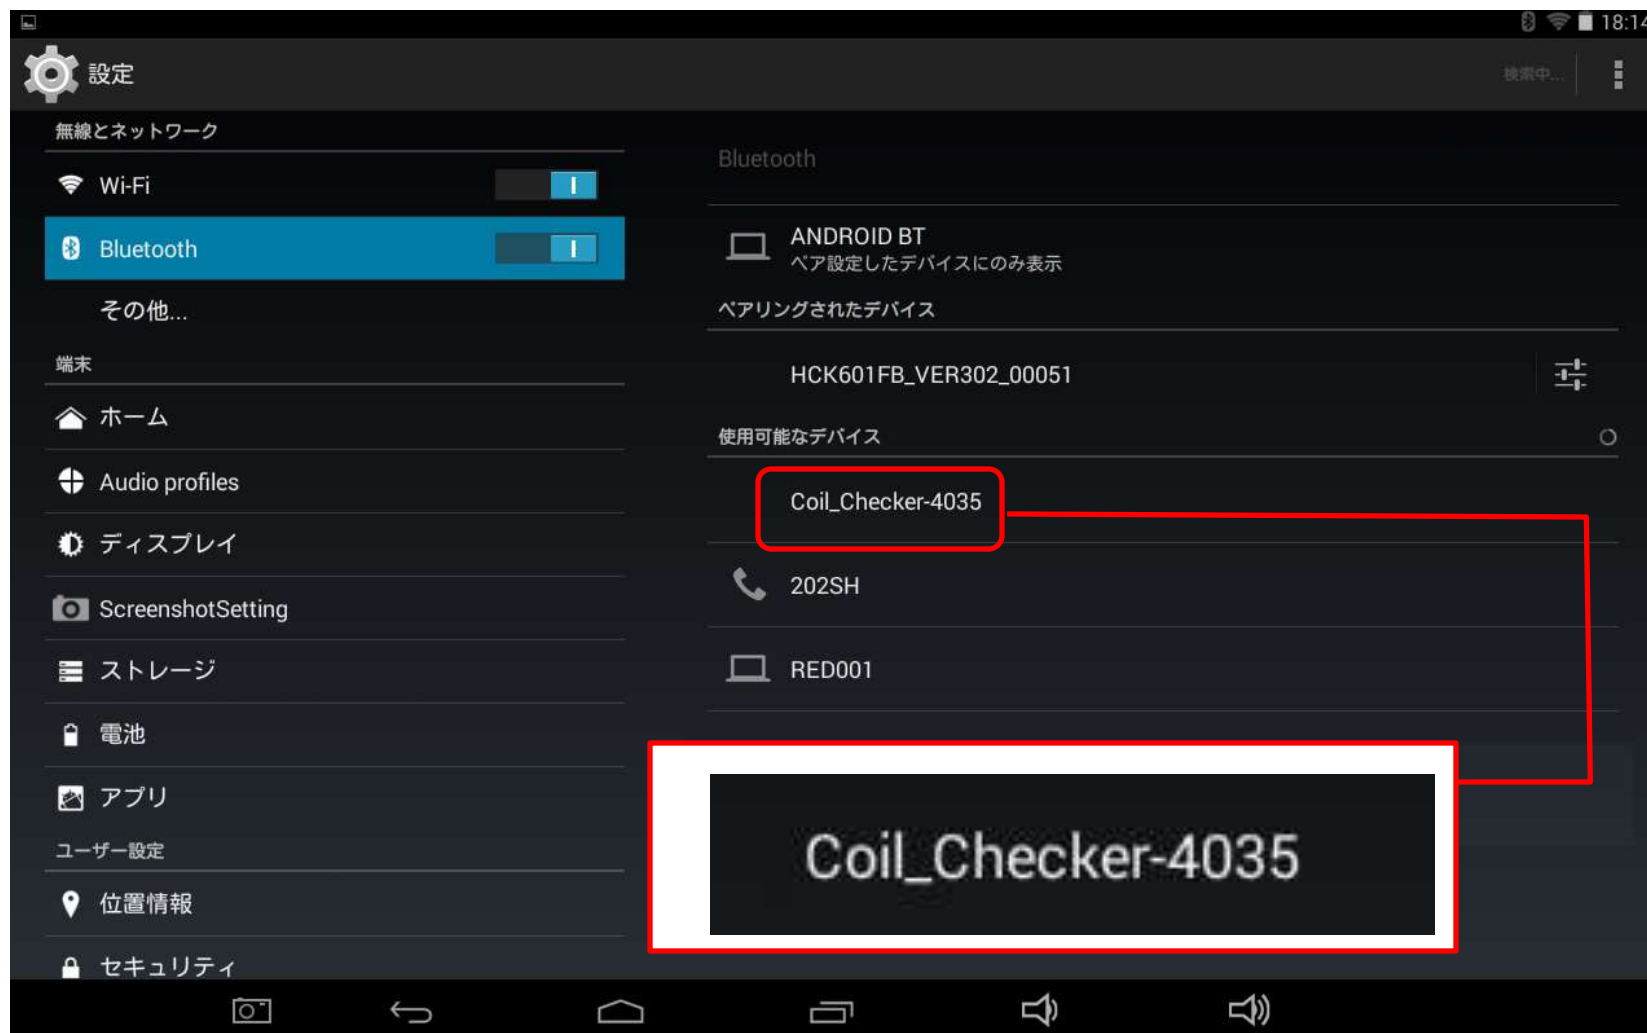 18:14
設定
検索中...
無線とネットワーク
Wi-Fi
Bluetooth
その他...
端末
ホーム
Audio profiles
ディスプレイ
ScreenshotSetting
ストレージ
電池
アプリ
ユーザー設定
位置情報
セキュリティ
Bluetooth
ANDROID BT
ペア設定したデバイスにのみ表示
ペアリングされたデバイス
HCK601FB_VER302_00051
使用可能なデバイス
Coil_Checker-4035
202SH
RED001
Coil_Checker-4035